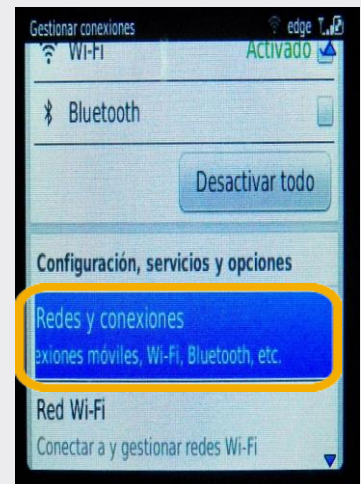 Gestionar conexiones edge
Wi-Fi Activado
Bluetooth
Desactivar todo
Configuración, servicios y opciones
Redes y conexiones
exiones móviles, Wi-Fi, Bluetooth, etc.
Red Wi-Fi
Conectar a y gestionar redes Wi-Fi